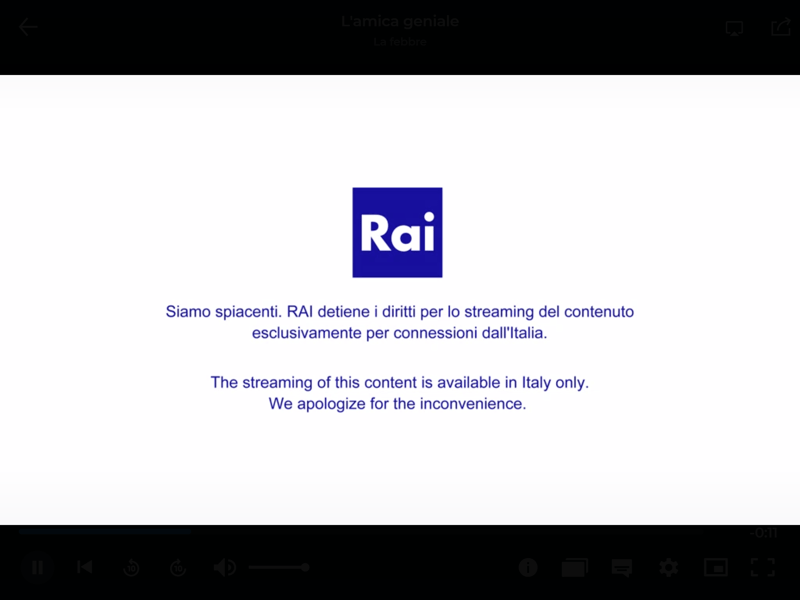 L'amica geniale
La febbre
Rai
Siamo spiacenti. RAI detiene i diritti per lo streaming del contenuto
esclusivamente per connessioni dall'Italia.
The streaming of this content is available in Italy only.
We apologize for the inconvenience.
-0:11